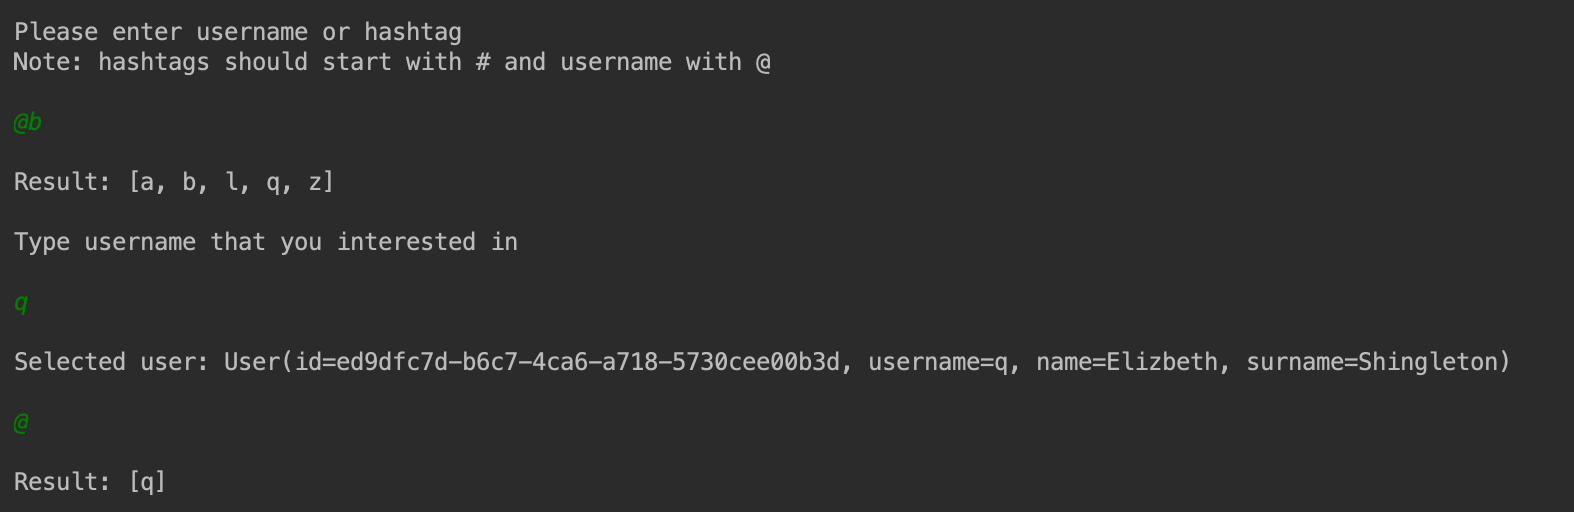 Please enter username or hashtag
Note: hashtags should start with # and username with @
@b
Result: [a, b, l, q, z]
Type username that you interested in
q
Selected user: User(id=ed9dfc7d-b6c7-4ca6-a718-5730cee00b3d, username=q, name=Elizbeth, surname=Shingleton)
@
Result: [q]